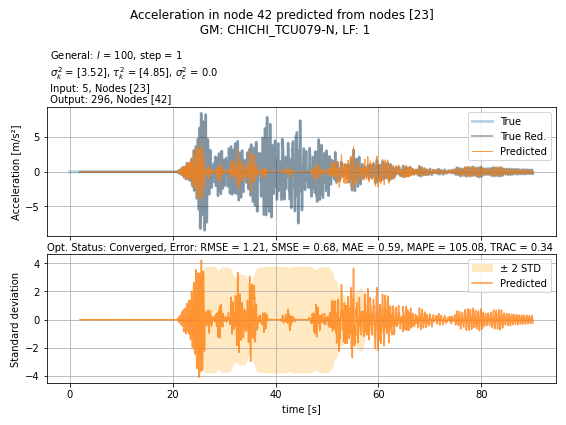 Acceleration in node 42 predicted from nodes [23]
GM: CHICHI_TCU079-N, LF: 1
General: l = 100, step = 1
σ²ₖ = [3.52], τ²ₖ = [4.85], σ²ε = 0.0
Input: 5, Nodes [23]
Output: 296, Nodes [42]
Acceleration [m/s²]
5
0
−5
True
True Red.
Predicted
Opt. Status: Converged, Error: RMSE = 1.21, SMSE = 0.68, MAE = 0.59, MAPE = 105.08, TRAC = 0.34
Standard deviation
4
2
0
−2
−4
± 2 STD
Predicted
0 20 40 60 80
time [s]